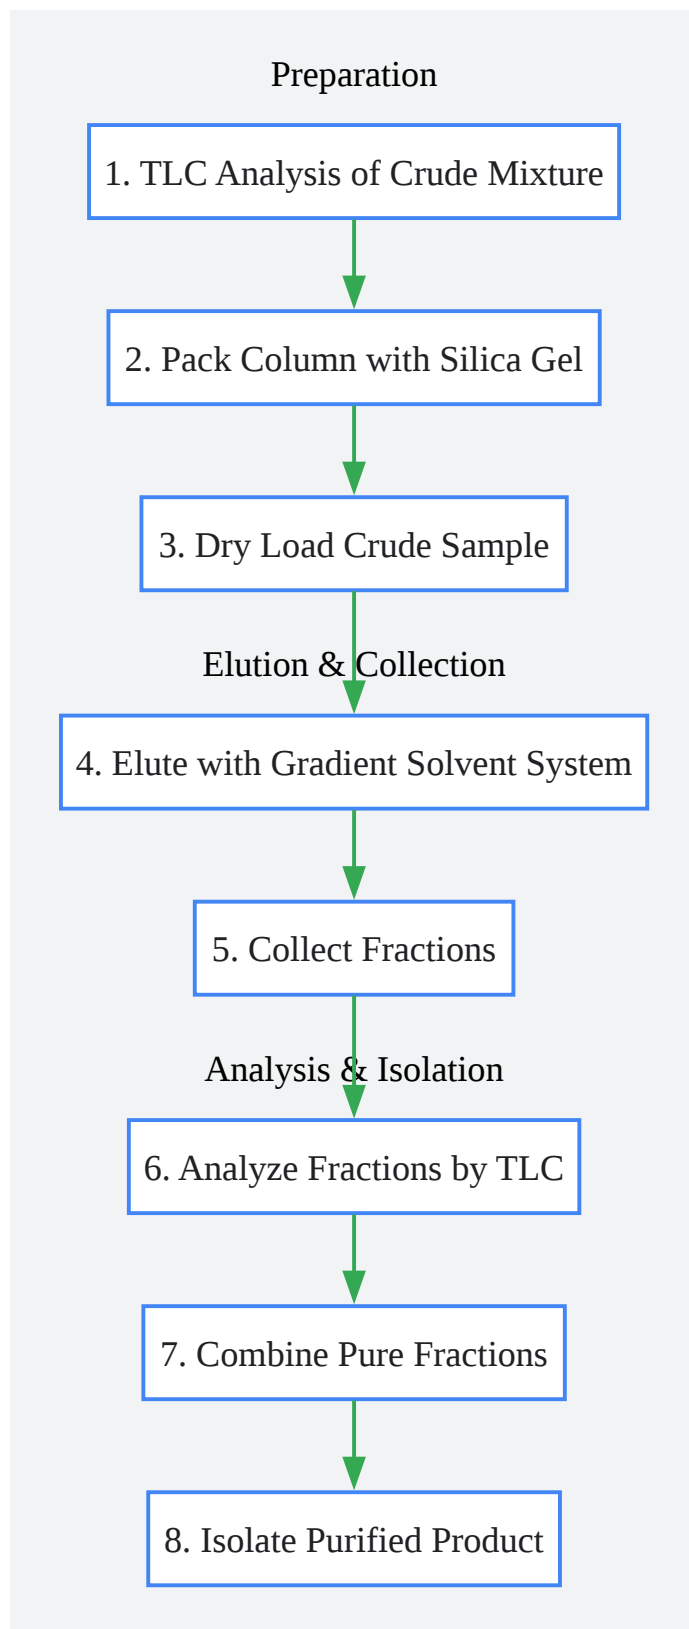 Preparation
1. TLC Analysis of Crude Mixture
2. Pack Column with Silica Gel
3. Dry Load Crude Sample
Elution & Collection
4. Elute with Gradient Solvent System
5. Collect Fractions
Analysis & Isolation
6. Analyze Fractions by TLC
7. Combine Pure Fractions
8. Isolate Purified Product